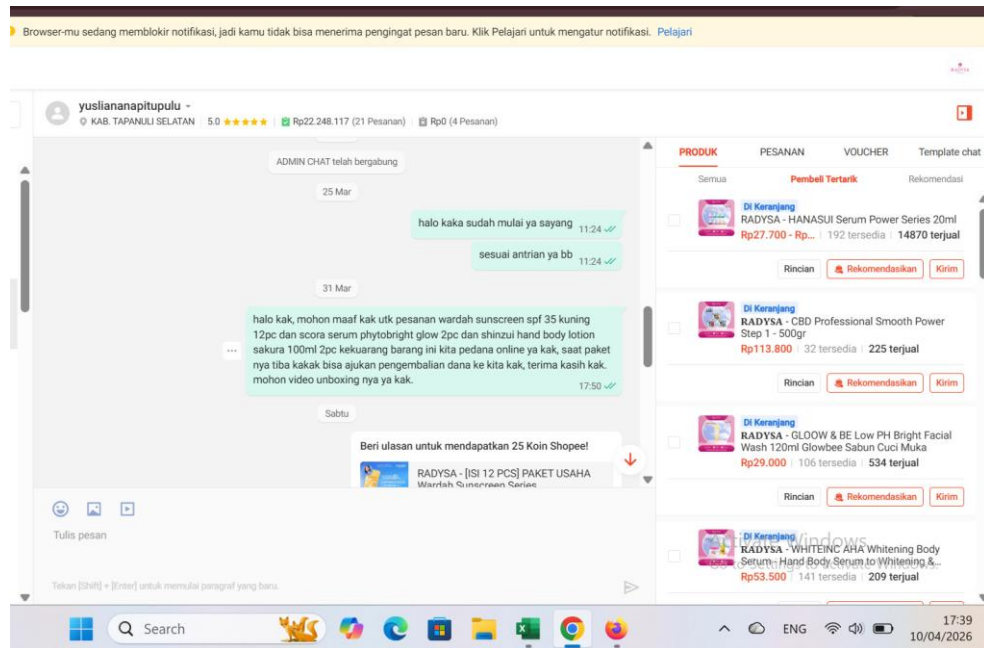 Browser-mu sedang memblokir notifikasi, jadi kamu tidak bisa menerima pengingat pesan baru. Klik Pelajari untuk mengatur notifikasi. Pelajari
RADYSA
yusliananapitupulu
KAB. TAPANULI SELATAN 5.0 ★★★★★ Rp22.248.117 (21 Pesanan) Rp0 (4 Pesanan)
ADMIN CHAT telah bergabung
25 Mar
halo kaka sudah mulai ya sayang 11:24
sesuai antrian ya bb 11:24
31 Mar
halo kak, mohon maaf kak utk pesanan wardah sunscreen spf 35 kuning
12pc dan scora serum phytobright glow 2pc dan shinzui hand body lotion
sakura 100ml 2pc kekuarang barang ini kita pedana online ya kak, saat paket
nya tiba kakak bisa ajukan pengembalian dana ke kita kak, terima kasih kak.
mohon video unboxing nya ya kak.
17:50
Sabtu
Beri ulasan untuk mendapatkan 25 Koin Shopee!
RADYSA - [ISI 12 PCS] PAKET USAHA
Wardah Sunscreen Series
Tulis pesan
Tekan [Shift] + [Enter] untuk memulai paragraf yang baru.
PRODUK PESANAN VOUCHER Template chat
Semua Pembeli Tertarik Rekomendasi
Di Keranjang
RADYSA - HANASUI Serum Power Series 20ml
Rp27.700 - Rp... 192 tersedia 14870 terjual
Rincian Rekomendasikan Kirim
Di Keranjang
RADYSA - CBD Professional Smooth Power
Step 1 - 500gr
Rp113.800 32 tersedia 225 terjual
Rincian Rekomendasikan Kirim
Di Keranjang
RADYSA - GLOOW & BE Low PH Bright Facial
Wash 120ml Glowbee Sabun Cuci
Muka
Rp29.000 106 tersedia 534 terjual
Rincian Rekomendasikan Kirim
Di Keranjang
RADYSA - WHITEINC AHA Whitening Body
Serum - Hand Body Serum to Whitening &...
Rp53.500 141 tersedia 209 terjual
Activate Windows
Go to Settings to activate Windows.
Search
ENG
17:39
10/04/2026